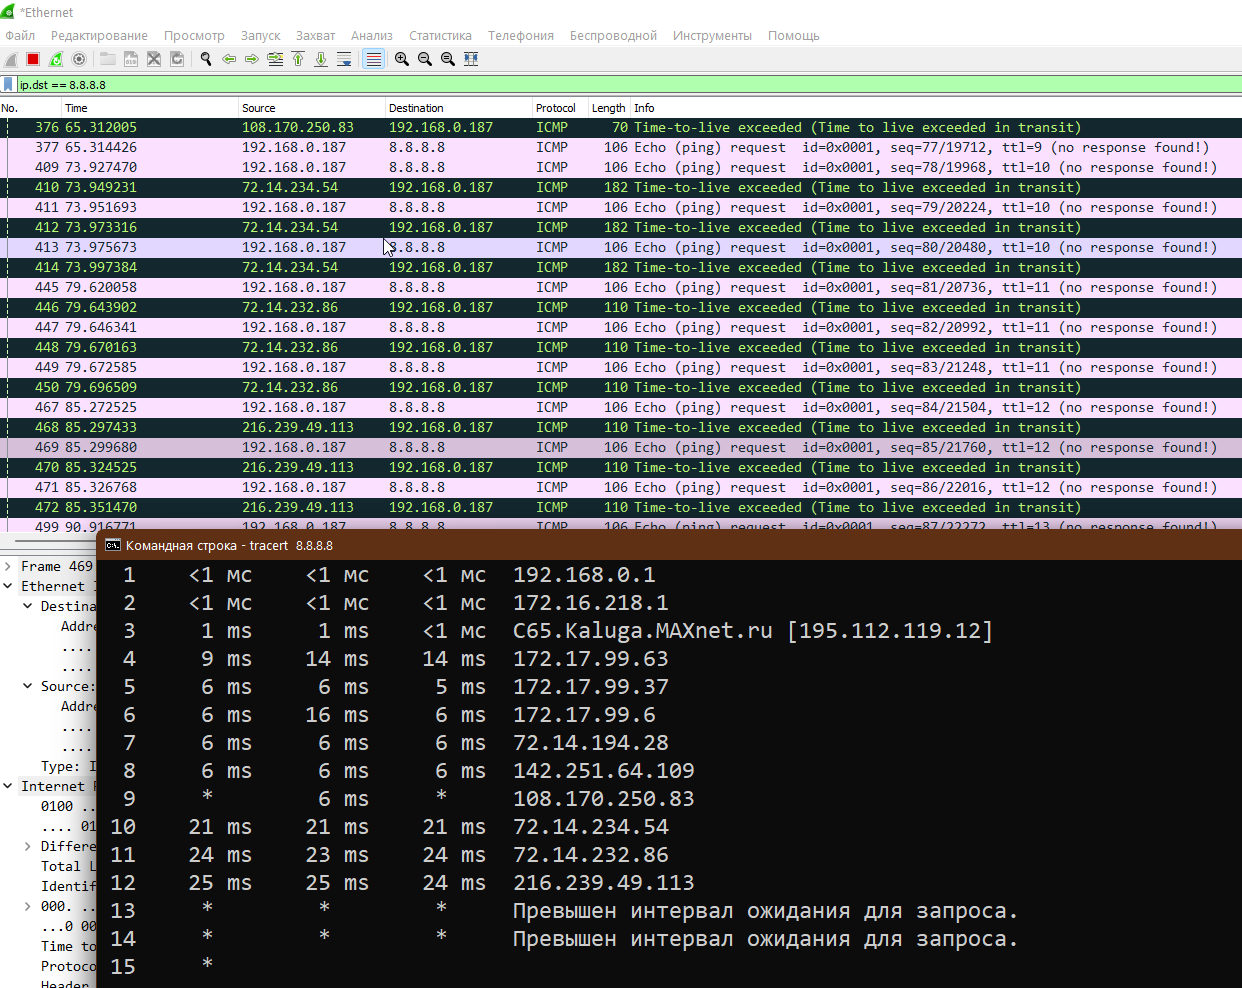 *Ethernet
Файл Редактирование Просмотр Запуск Захват Анализ Статистика Телефония Беспроводной Инструменты Помощь
ip.dst == 8.8.8.8
No. Time Source Destination Protocol Length Info
376 65.312005 108.170.250.83 192.168.0.187 ICMP 70 Time-to-live exceeded (Time to live exceeded in transit)
377 65.314426 192.168.0.187 8.8.8.8 ICMP 106 Echo (ping) request id=0x0001, seq=77/19712, ttl=9 (no response found!)
409 73.927470 192.168.0.187 8.8.8.8 ICMP 106 Echo (ping) request id=0x0001, seq=78/19968, ttl=10 (no response found!)
410 73.949231 72.14.234.54 192.168.0.187 ICMP 182 Time-to-live exceeded (Time to live exceeded in transit)
411 73.951693 192.168.0.187 8.8.8.8 ICMP 106 Echo (ping) request id=0x0001, seq=79/20224, ttl=10 (no response found!)
412 73.973316 72.14.234.54 192.168.0.187 ICMP 182 Time-to-live exceeded (Time to live exceeded in transit)
413 73.975673 192.168.0.187 8.8.8.8 ICMP 106 Echo (ping) request id=0x0001, seq=80/20480, ttl=10 (no response found!)
414 73.997384 72.14.234.54 192.168.0.187 ICMP 182 Time-to-live exceeded (Time to live exceeded in transit)
445 79.620058 192.168.0.187 8.8.8.8 ICMP 106 Echo (ping) request id=0x0001, seq=81/20736, ttl=11 (no response found!)
446 79.643902 72.14.232.86 192.168.0.187 ICMP 110 Time-to-live exceeded (Time to live exceeded in transit)
447 79.646341 192.168.0.187 8.8.8.8 ICMP 106 Echo (ping) request id=0x0001, seq=82/20992, ttl=11 (no response found!)
448 79.670163 72.14.232.86 192.168.0.187 ICMP 110 Time-to-live exceeded (Time to live exceeded in transit)
449 79.672585 192.168.0.187 8.8.8.8 ICMP 106 Echo (ping) request id=0x0001, seq=83/21248, ttl=11 (no response found!)
450 79.696509 72.14.232.86 192.168.0.187 ICMP 110 Time-to-live exceeded (Time to live exceeded in transit)
467 85.272525 192.168.0.187 8.8.8.8 ICMP 106 Echo (ping) request id=0x0001, seq=84/21504, ttl=12 (no response found!)
468 85.297433 216.239.49.113 192.168.0.187 ICMP 110 Time-to-live exceeded (Time to live exceeded in transit)
469 85.299680 192.168.0.187 8.8.8.8 ICMP 106 Echo (ping) request id=0x0001, seq=85/21760, ttl=12 (no response found!)
470 85.324525 216.239.49.113 192.168.0.187 ICMP 110 Time-to-live exceeded (Time to live exceeded in transit)
471 85.326768 192.168.0.187 8.8.8.8 ICMP 106 Echo (ping) request id=0x0001, seq=86/22016, ttl=12 (no response found!)
472 85.351470 216.239.49.113 192.168.0.187 ICMP 110 Time-to-live exceeded (Time to live exceeded in transit)
499 90.916771 192.168.0.187 8.8.8.8 ICMP 106 Echo (ping) request id=0x0001, seq=87/22272, ttl=13 (no response found!)
Frame 469
Ethernet
Destina
Addre
....
....
Source:
Addre
....
....
Type: I
Internet
0100 ..
.... 01
Differe
Total L
Identif
000. ..
...0 00
Time to
Protoco
Header
Командная строка - tracert 8.8.8.8
1 <1 мс <1 мс <1 мс 192.168.0.1
2 <1 мс <1 мс <1 мс 172.16.218.1
3 1 ms 1 ms <1 мс C65.Kaluga.MAXnet.ru [195.112.119.12]
4 9 ms 14 ms 14 ms 172.17.99.63
5 6 ms 6 ms 5 ms 172.17.99.37
6 6 ms 16 ms 6 ms 172.17.99.6
7 6 ms 6 ms 6 ms 72.14.194.28
8 6 ms 6 ms 6 ms 142.251.64.109
9 * 6 ms * 108.170.250.83
10 21 ms 21 ms 21 ms 72.14.234.54
11 24 ms 23 ms 24 ms 72.14.232.86
12 25 ms 25 ms 24 ms 216.239.49.113
13 * * * Превышен интервал ожидания для запроса.
14 * * * Превышен интервал ожидания для запроса.
15 *